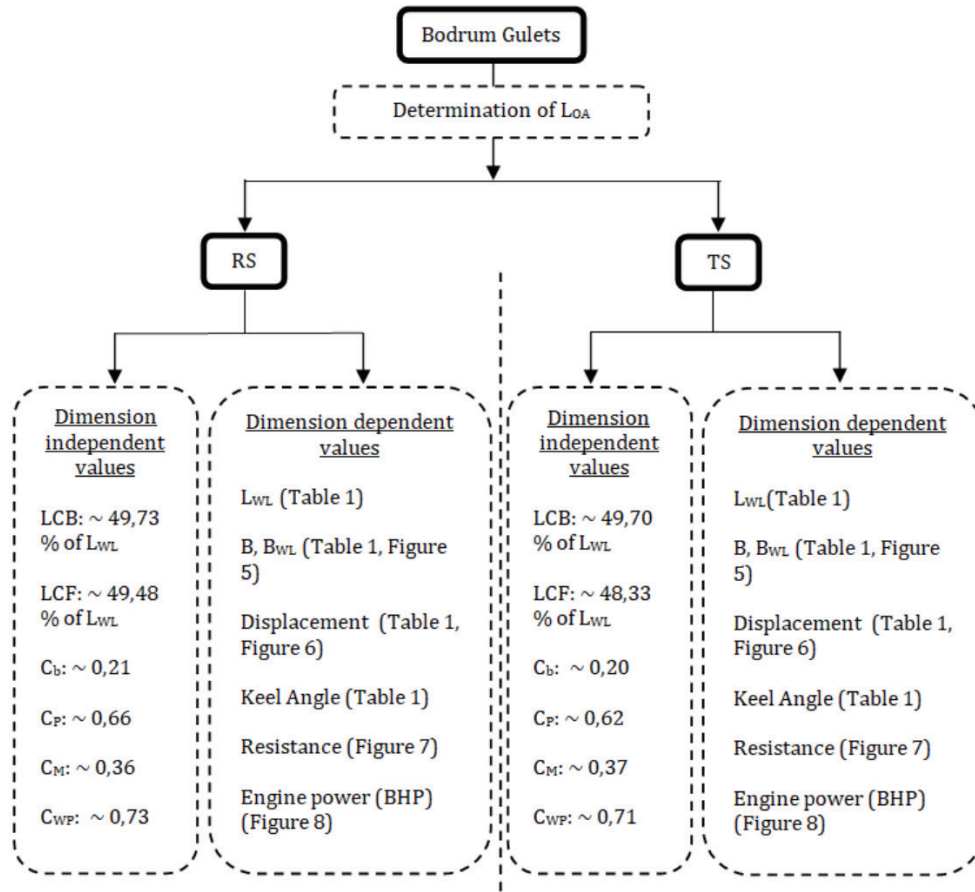 Bodrum Gulets
Determination of LOA
RS
TS
Dimension
independent
values
LCB: ~ 49,73
% of LWL
LCF: ~ 49,48
% of LWL
Cb: ~ 0,21
CP: ~ 0,66
CM: ~ 0,36
CWP: ~ 0,73
Dimension dependent
values
LWL (Table 1)
B, BWL (Table 1, Figure
5)
Displacement (Table 1,
Figure 6)
Keel Angle (Table 1)
Resistance (Figure 7)
Engine power (BHP)
(Figure 8)
Dimension
independent
values
LCB: ~ 49,70
% of LWL
LCF: ~ 48,33
% of LWL
Cb: ~ 0,20
CP: ~ 0,62
CM: ~ 0,37
CWP: ~ 0,71
Dimension dependent
values
LWL(Table 1)
B, BWL (Table 1, Figure
5)
Displacement (Table 1,
Figure 6)
Keel Angle (Table 1)
Resistance (Figure 7)
Engine power (BHP)
(Figure 8)